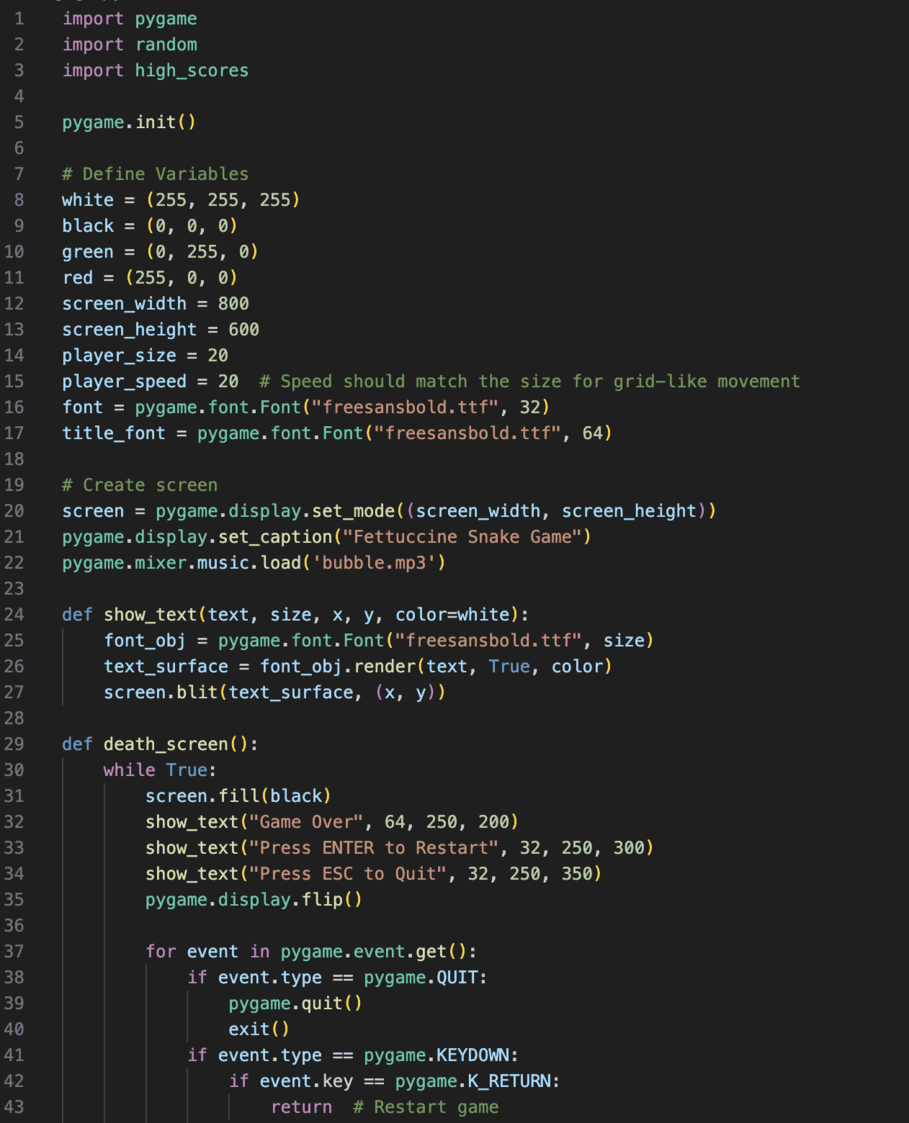 1 import pygame
2 import random
3 import high_scores
4
5 pygame.init()
6
7 # Define Variables
8 white = (255, 255, 255)
9 black = (0, 0, 0)
10 green = (0, 255, 0)
11 red = (255, 0, 0)
12 screen_width = 800
13 screen_height = 600
14 player_size = 20
15 player_speed = 20  # Speed should match the size for grid-like movement
16 font = pygame.font.Font("freesansbold.ttf", 32)
17 title_font = pygame.font.Font("freesansbold.ttf", 64)
18
19 # Create screen
20 screen = pygame.display.set_mode((screen_width, screen_height))
21 pygame.display.set_caption("Fettuccine Snake Game")
22 pygame.mixer.music.load('bubble.mp3')
23
24 def show_text(text, size, x, y, color=white):
25     font_obj = pygame.font.Font("freesansbold.ttf", size)
26     text_surface = font_obj.render(text, True, color)
27     screen.blit(text_surface, (x, y))
28
29 def death_screen():
30     while True:
31         screen.fill(black)
32         show_text("Game Over", 64, 250, 200)
33         show_text("Press ENTER to Restart", 32, 250, 300)
34         show_text("Press ESC to Quit", 32, 250, 350)
35         pygame.display.flip()
36
37         for event in pygame.event.get():
38             if event.type == pygame.QUIT:
39                 pygame.quit()
40                 exit()
41             if event.type == pygame.KEYDOWN:
42                 if event.key == pygame.K_RETURN:
43                     return  # Restart game